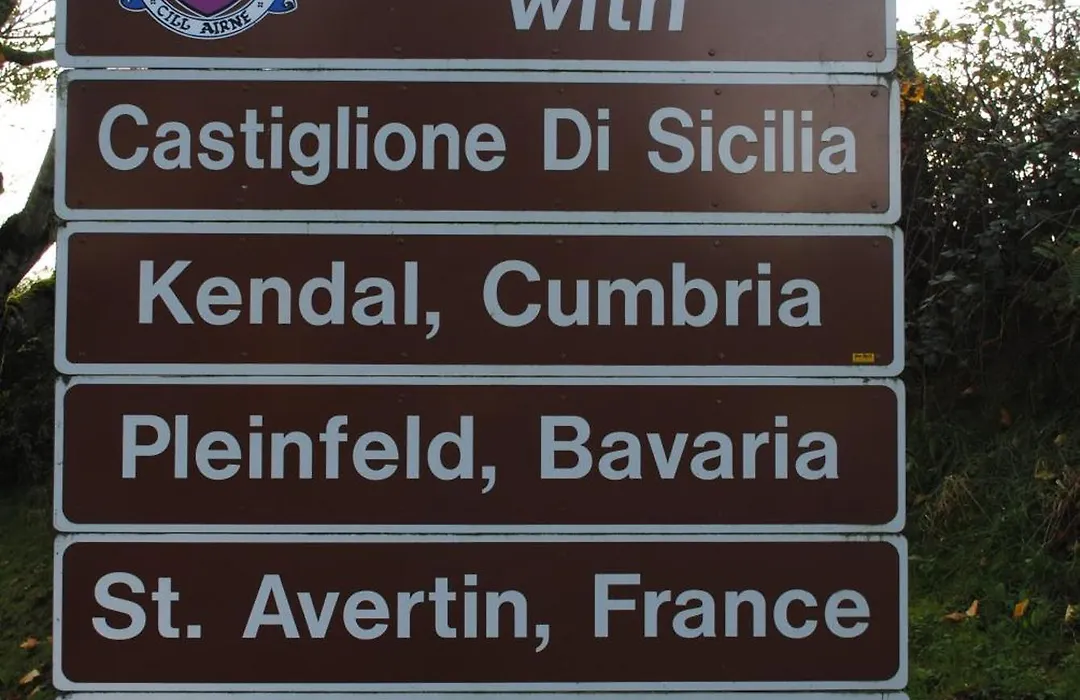 CILL AIRNE
with
Castiglione Di Sicilia
Kendal, Cumbria
Pleinfeld, Bavaria
St. Avertin, France